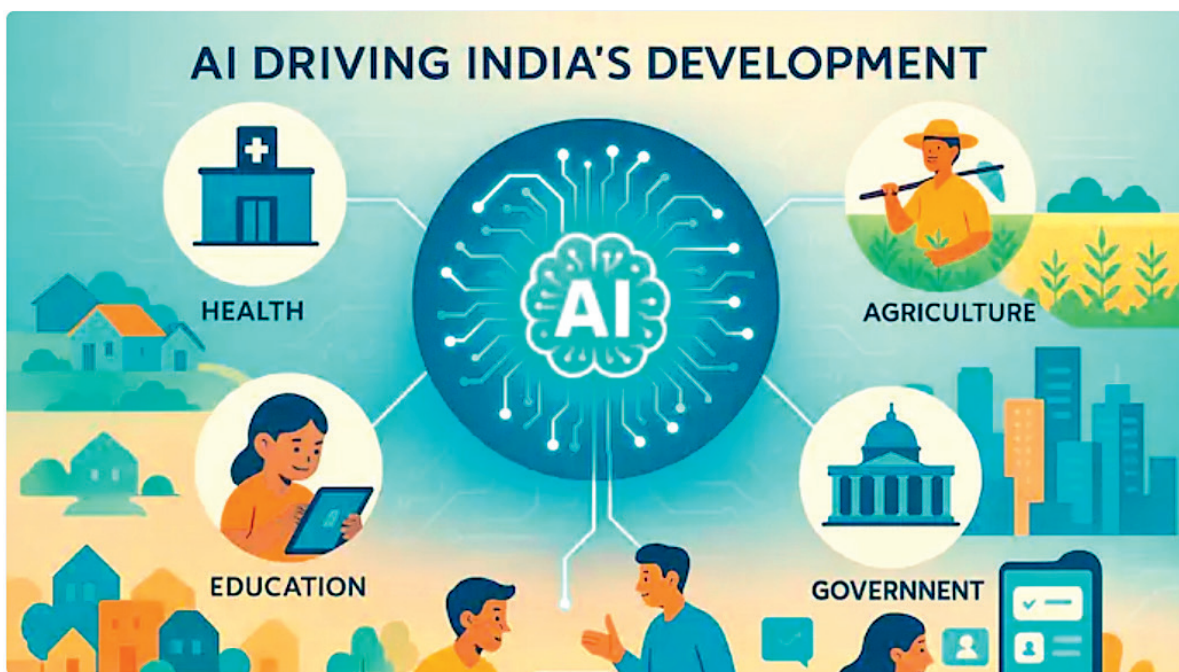 AI DRIVING INDIA'S DEVELOPMENT
AI
HEALTH
AGRICULTURE
EDUCATION
GOVERNNENT